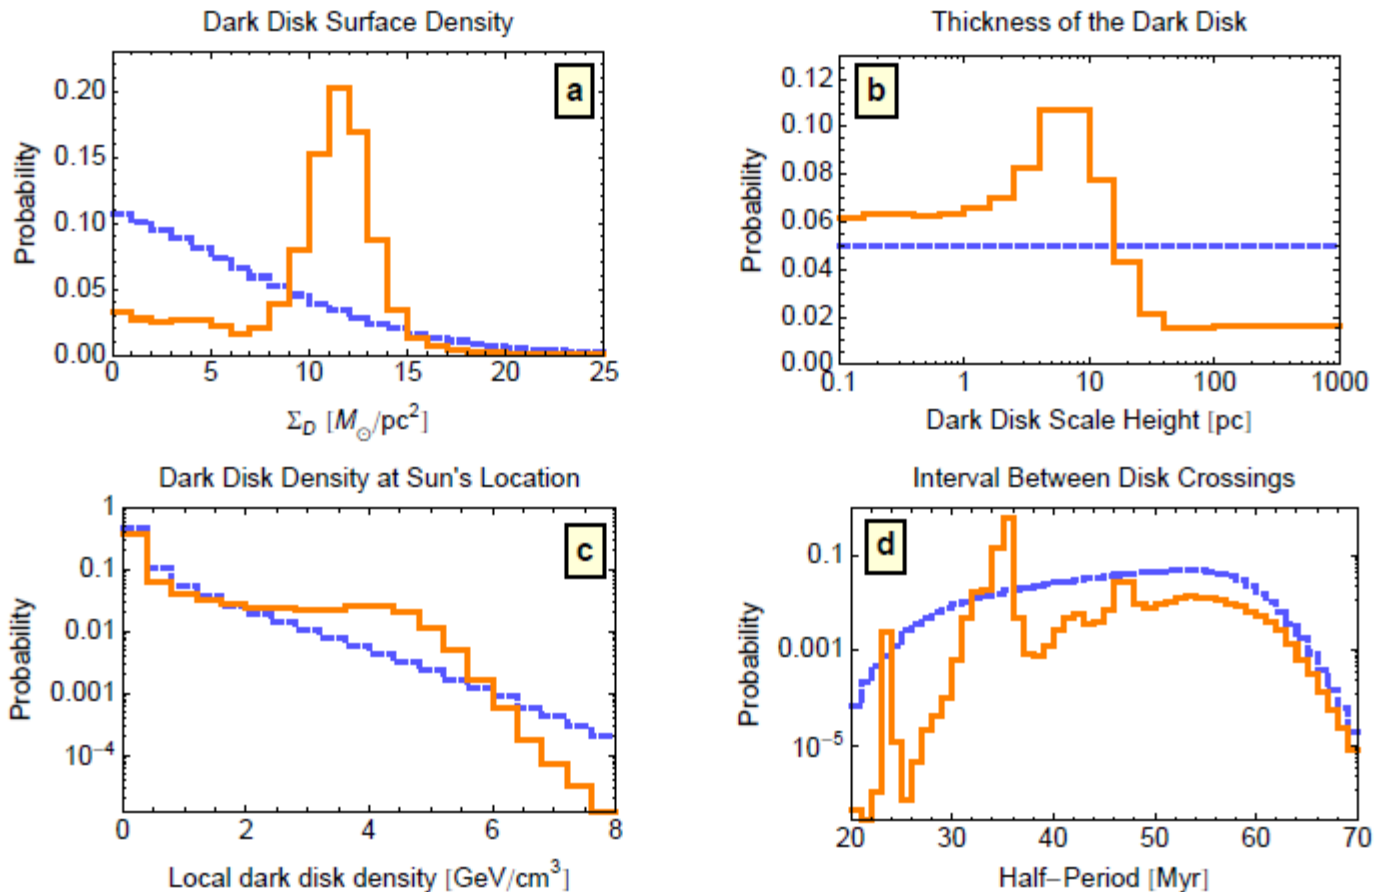 Dark Disk Surface Density
a
Probability
0.20
0.15
0.10
0.05
0.00
0 5 10 15 20 25
Σ_D [M_⊙/pc²]
Thickness of the Dark Disk
b
Probability
0.12
0.10
0.08
0.06
0.04
0.02
0.00
0.1 1 10 100 1000
Dark Disk Scale Height [pc]
Dark Disk Density at Sun's Location
c
Probability
1
0.1
0.01
0.001
10⁻⁴
0 2 4 6 8
Local dark disk density [GeV/cm³]
Interval Between Disk Crossings
d
Probability
0.1
0.001
10⁻⁵
20 30 40 50 60 70
Half−Period [Myr]